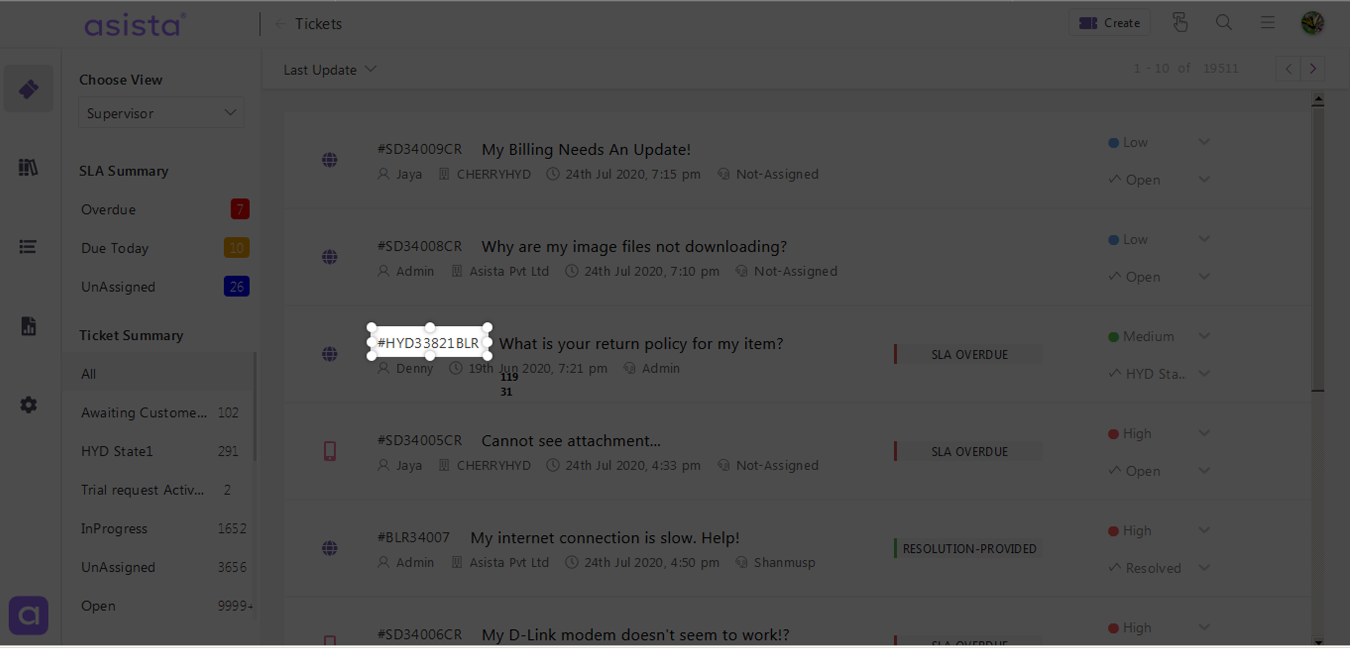 asista®
Tickets
Create
Choose View
Supervisor
SLA Summary
Overdue 7
Due Today 10
UnAssigned 26
Ticket Summary
All
Awaiting Custome... 102
HYD State1 291
Trial request Activ... 2
InProgress 1652
UnAssigned 3656
Open 9999+
a
Last Update
1 - 10 of 19511
#SD34009CR My Billing Needs An Update!
Jaya CHERRYHYD 24th Jul 2020, 7:15 pm Not-Assigned
Low
Open
#SD34008CR Why are my image files not downloading?
Admin Asista Pvt Ltd 24th Jul 2020, 7:10 pm Not-Assigned
Low
Open
#HYD33821BLR What is your return policy for my item?
Denny 19th Jun 2020, 7:21 pm Admin
119
31
SLA OVERDUE
Medium
HYD Sta..
#SD34005CR Cannot see attachment...
Jaya CHERRYHYD 24th Jul 2020, 4:33 pm Not-Assigned
SLA OVERDUE
High
Open
#BLR34007 My internet connection is slow. Help!
Admin Asista Pvt Ltd 24th Jul 2020, 4:50 pm Shanmusp
RESOLUTION-PROVIDED
High
Resolved
#SD34006CR My D-Link modem doesn't seem to work!?
SLA OVERDUE
High